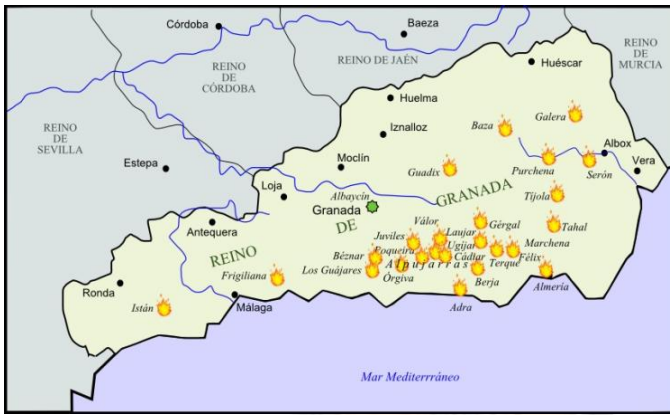 Córdoba
Baeza
REINO
DE
MURCIA
REINO
DE
CÓRDOBA
REINO DE JAÉN
Huéscar
Huelma
REINO
DE
SEVILLA
Galera
Baza
Iznalloz
Albox
Estepa
Moclín
Guadix
Purchena
Serón
Vera
Loja
Albaycín
GRANADA
Tíjola
Granada
Antequera
DE
Válor
Gérgal
Tahal
Juviles
Laujar
Ugíjar
Marchena
REINO
Béznar
Poqueira
Cádiar
Terque
Félix
Los Guájares
Alpujarras
Frigiliana
Órgiva
Berja
Almería
Ronda
Málaga
Adra
Istán
Mar Mediterrráneo